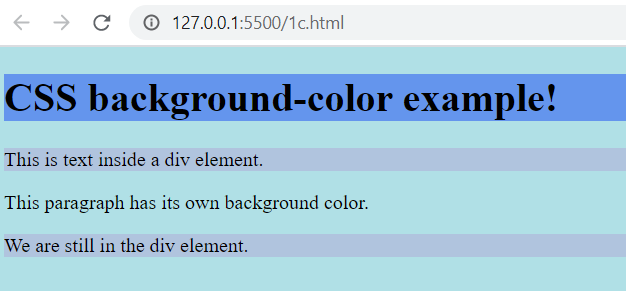 127.0.0.1:5500/1c.html
CSS background-color example!
This is text inside a div element.
This paragraph has its own background color.
We are still in the div element.